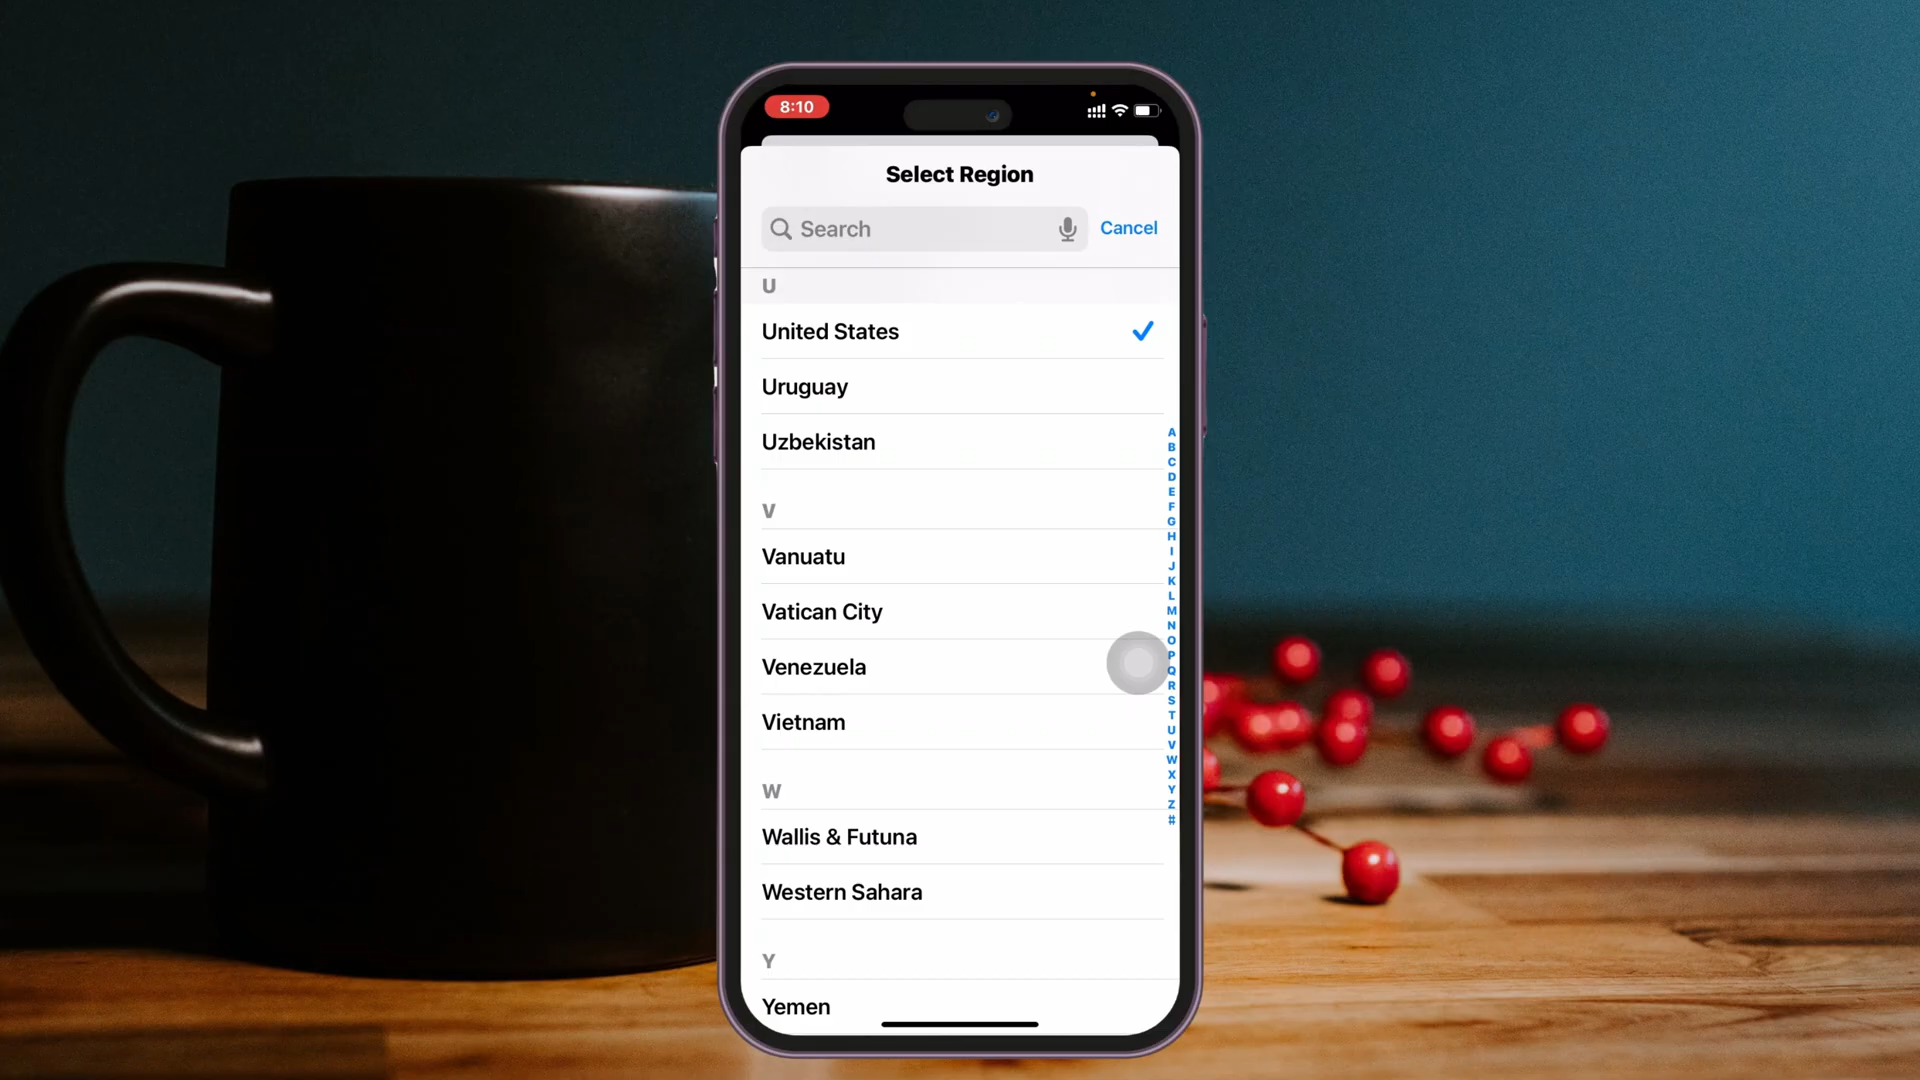 8:10
Select Region
Search
Cancel
U
United States
Uruguay
Uzbekistan
V
Vanuatu
Vatican City
Venezuela
Vietnam
W
Wallis & Futuna
Western Sahara
Y
Yemen
A
B
C
D
E
F
G
H
I
J
K
L
M
N
O
P
Q
R
S
T
U
V
W
X
Y
Z
#